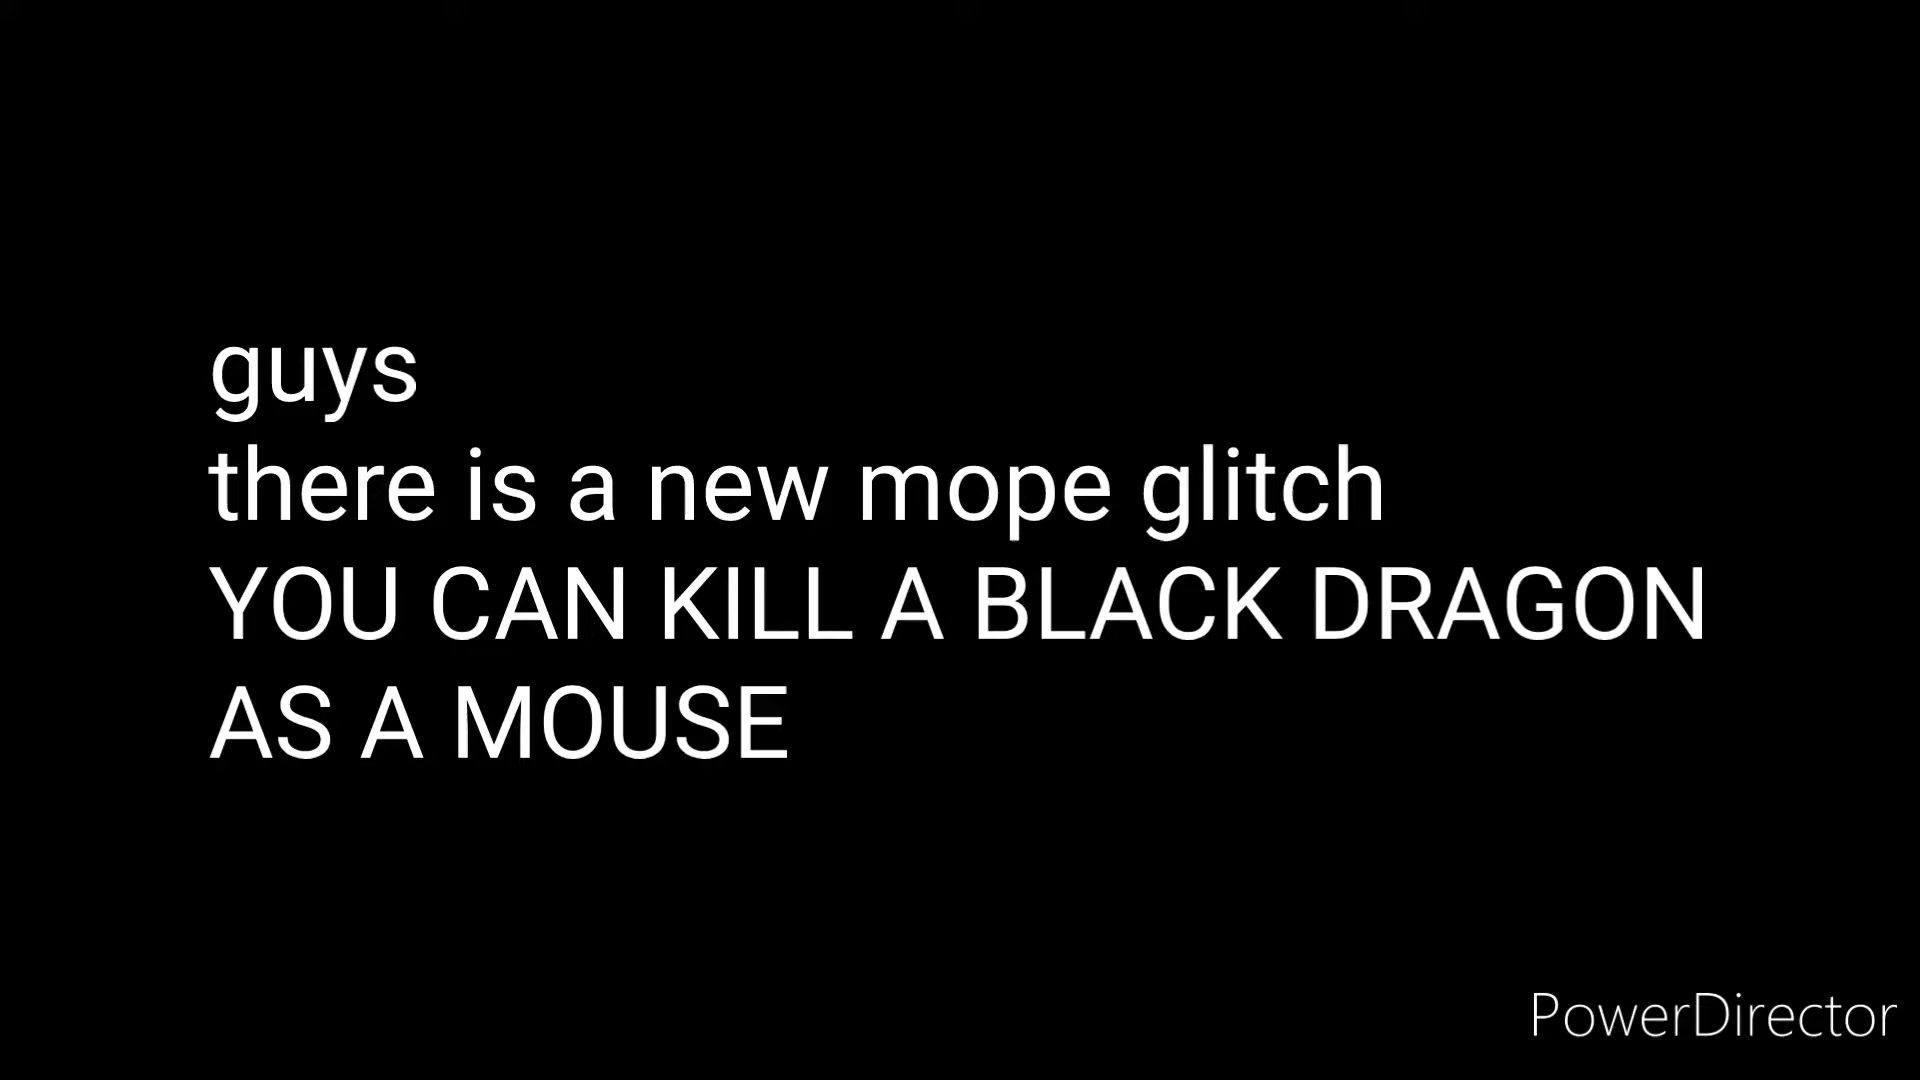 guys
there is a new mope glitch
YOU CAN KILL A BLACK DRAGON
AS A MOUSE
PowerDirector